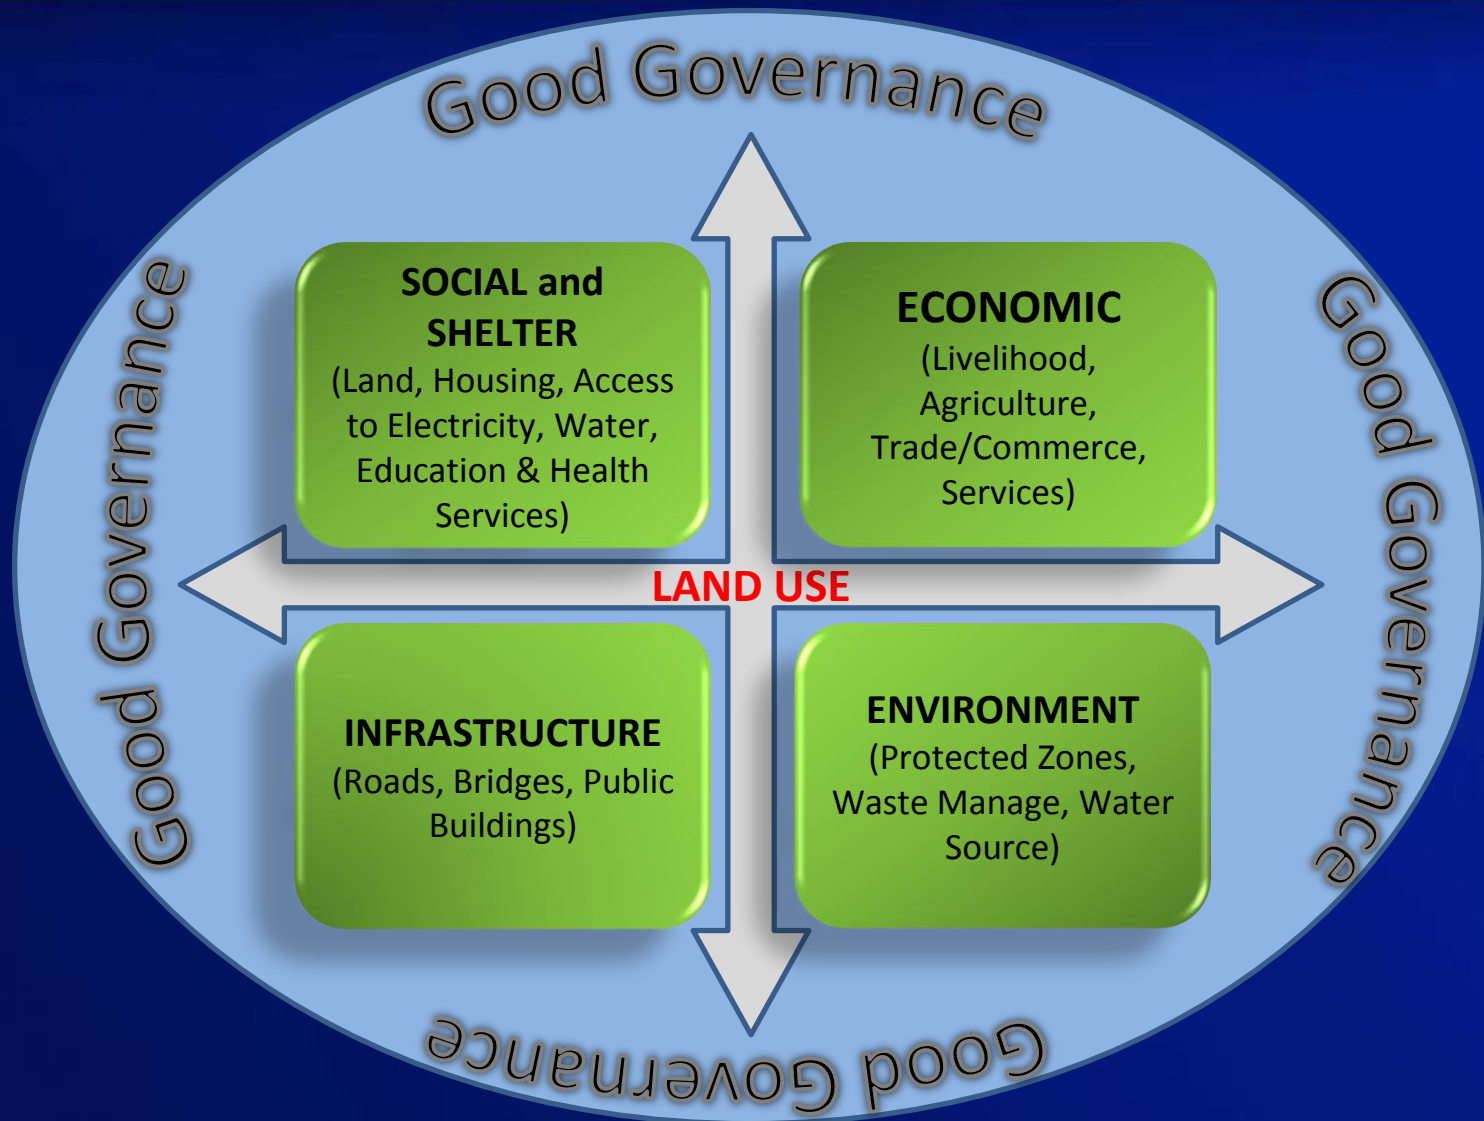 Good Governance
Good Governance
Good Governance
SOCIAL and
SHELTER
(Land, Housing, Access
to Electricity, Water,
Education & Health
Services)
ECONOMIC
(Livelihood,
Agriculture,
Trade/Commerce,
Services)
LAND USE
INFRASTRUCTURE
(Roads, Bridges, Public
Buildings)
ENVIRONMENT
(Protected Zones,
Waste Manage, Water
Source)
Good Governance